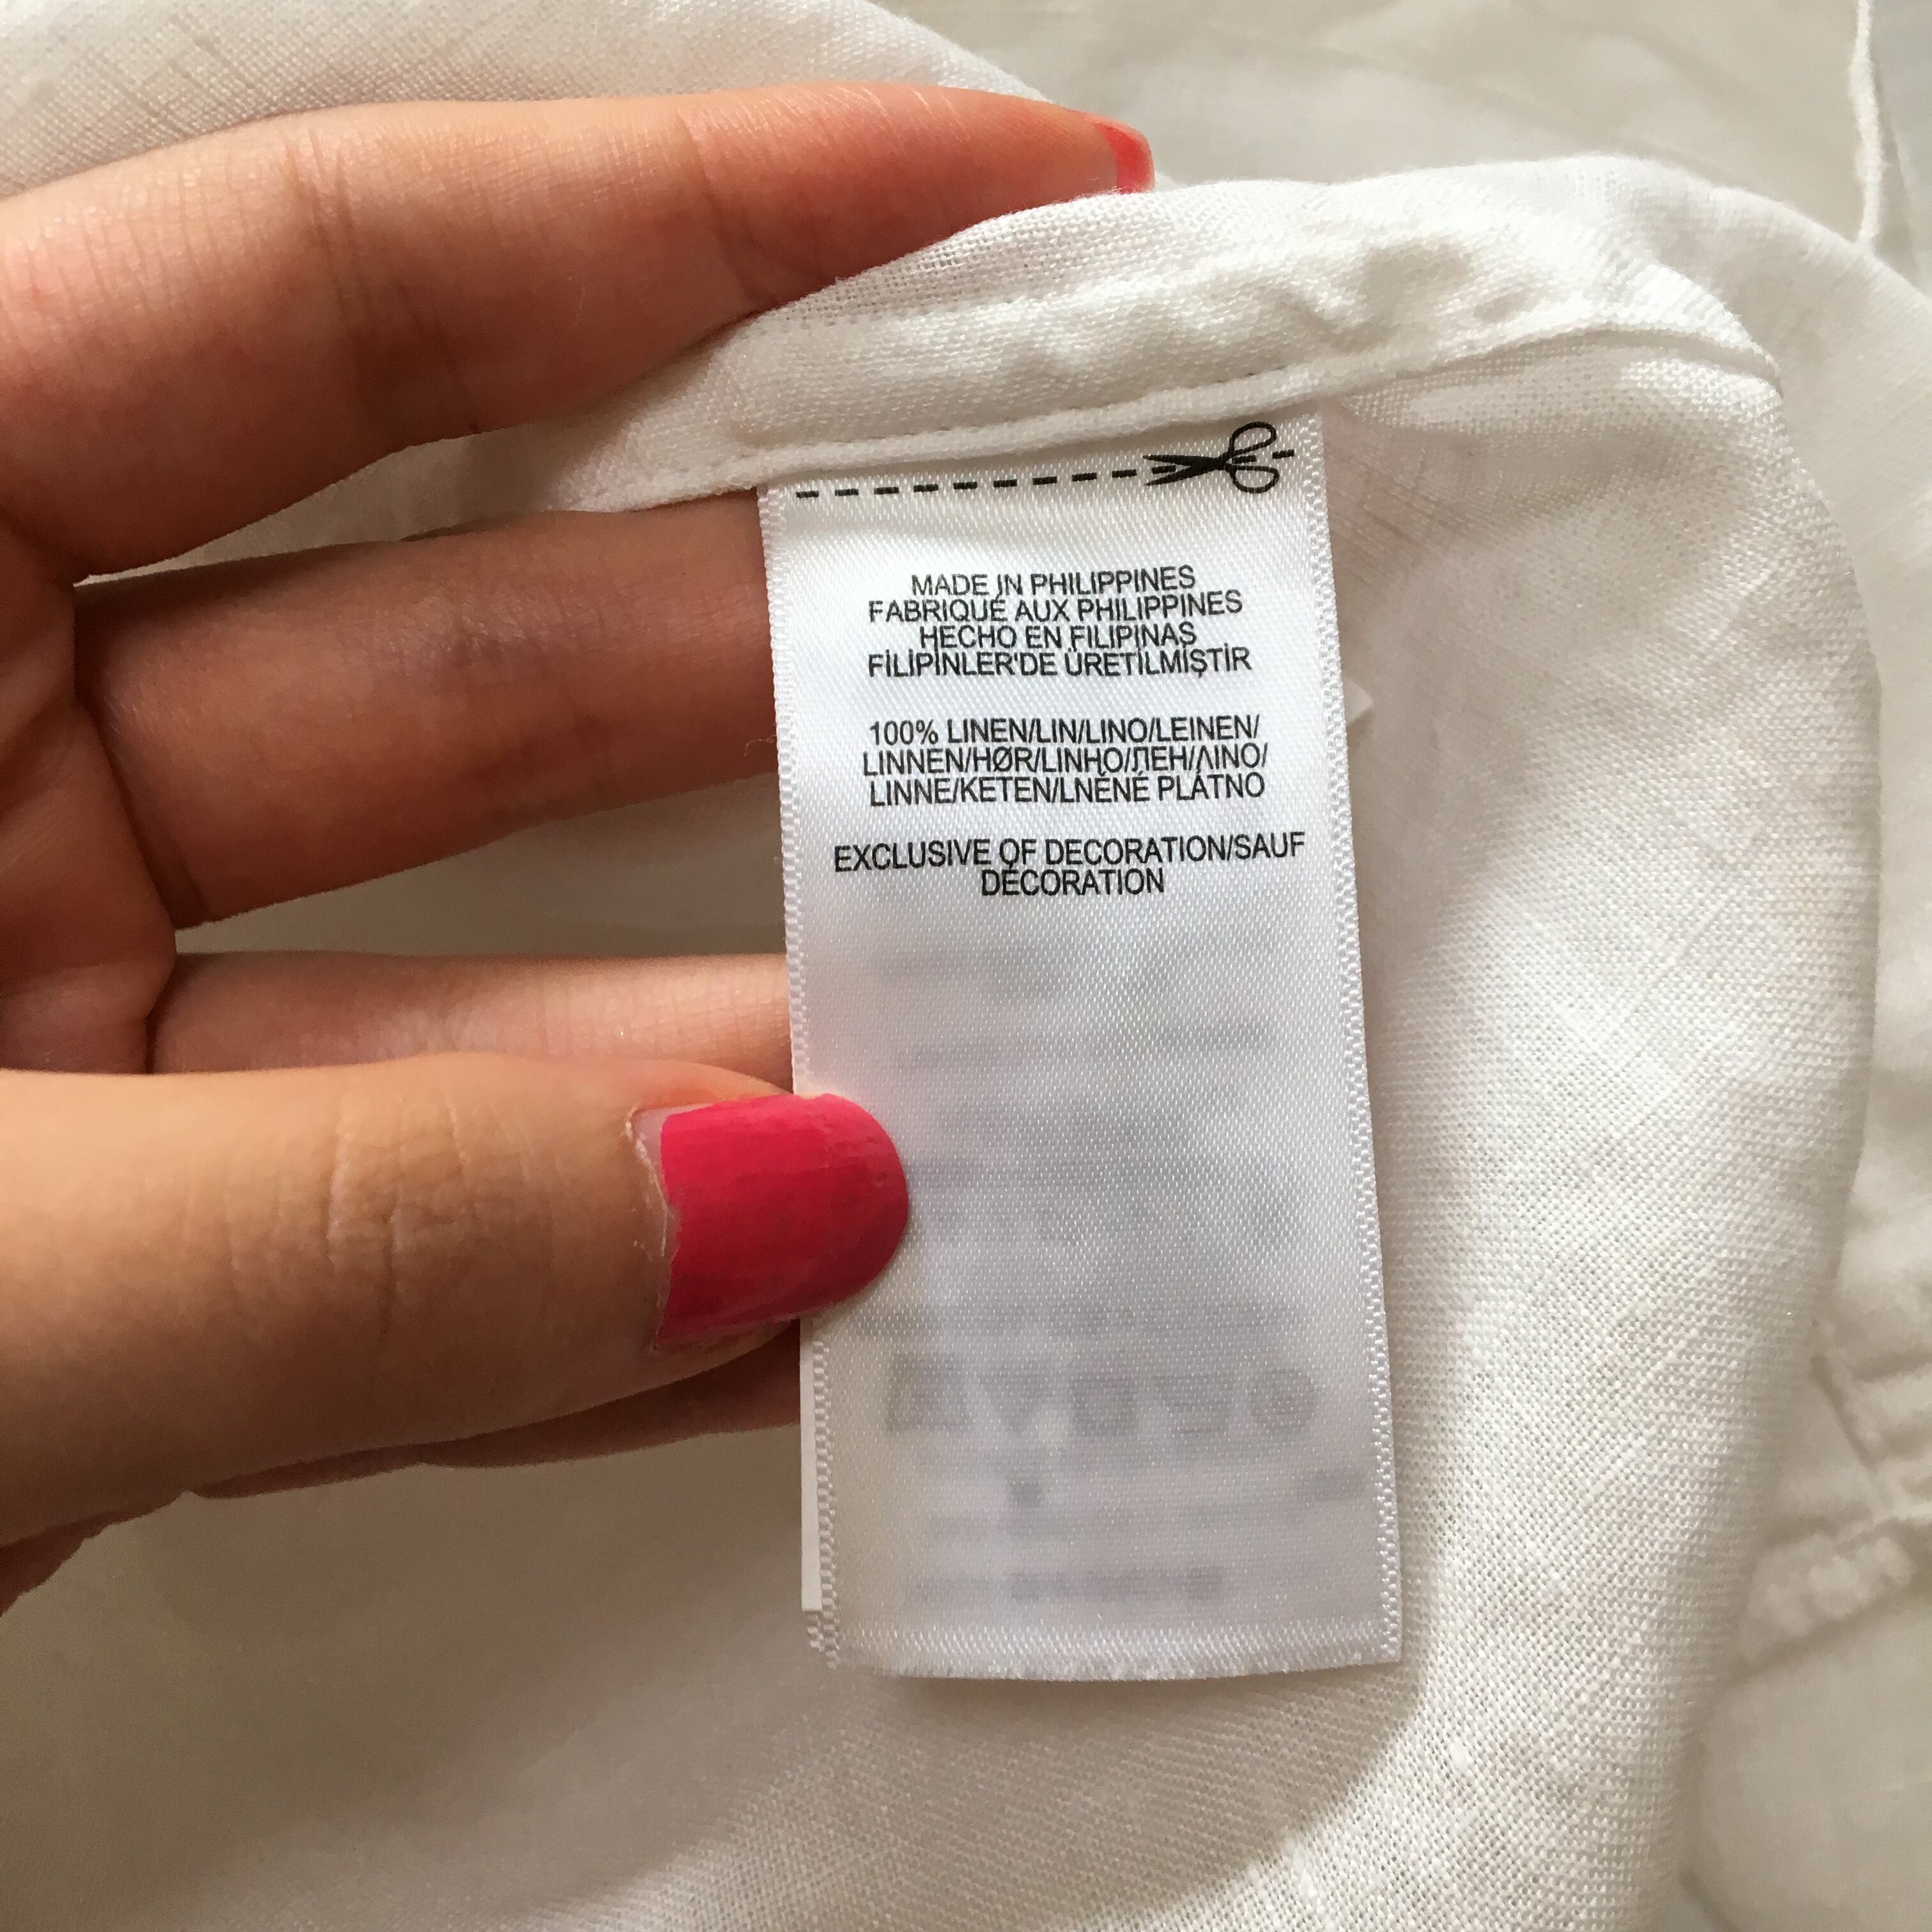 MADE IN PHILIPPINES
FABRIQUÉ AUX PHILIPPINES
HECHO EN FILIPINAS
FİLİPİNLER'DE ÜRETİLMİŞTİR
100% LINEN/LIN/LINO/LEINEN/
LINNEN/HØR/LINHO/ЛЕН/ΛΙΝΟ/
LINNE/KETEN/LNĚNÉ PLÁTNO
EXCLUSIVE OF DECORATION/SAUF
DÉCORATION